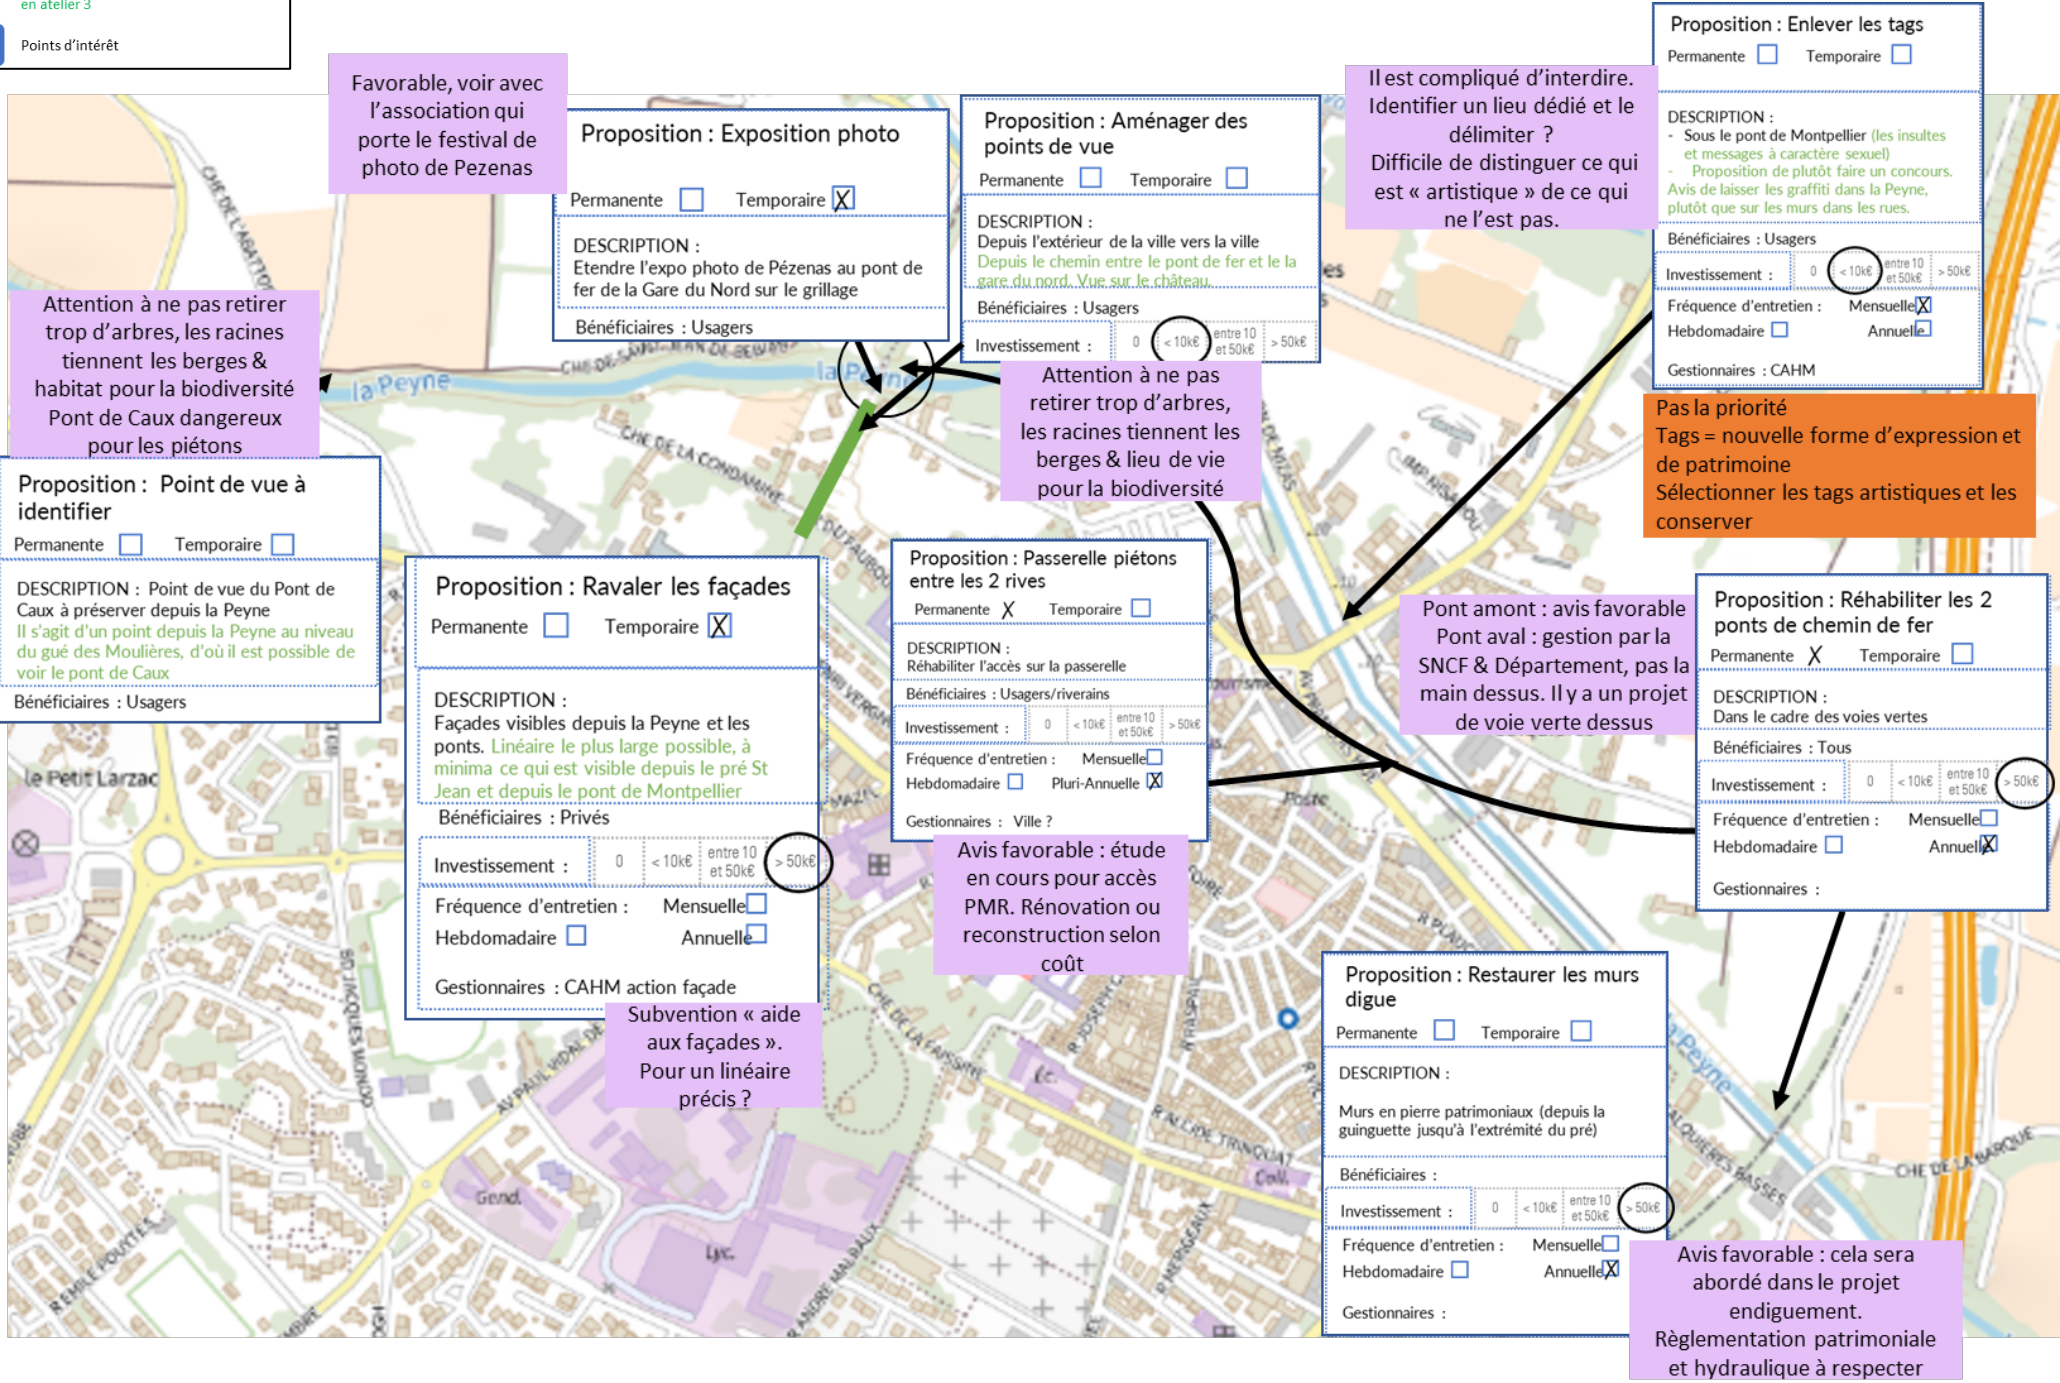 en atelier 3
Points d’intérêt
Favorable, voir avec
l’association qui
porte le festival de
photo de Pezenas
Proposition : Exposition photo
Permanente
Temporaire X
DESCRIPTION :
Etendre l’expo photo de Pézenas au pont de
fer de la Gare du Nord sur le grillage
Bénéficiaires : Usagers
Proposition : Aménager des
points de vue
Permanente
Temporaire
DESCRIPTION :
Depuis l’extérieur de la ville vers la ville
Depuis le chemin entre le pont de fer et le la
gare du nord. Vue sur le château.
Bénéficiaires : Usagers
Investissement : 0 < 10k€ entre 10 et 50k€ > 50k€
Attention à ne pas
retirer trop d’arbres,
les racines tiennent les
berges & lieu de vie
pour la biodiversité
Il est compliqué d’interdire.
Identifier un lieu dédié et le
délimiter ?
Difficile de distinguer ce qui
est « artistique » de ce qui
ne l’est pas.
Proposition : Enlever les tags
Permanente
Temporaire
DESCRIPTION :
- Sous le pont de Montpellier (les insultes
et messages à caractère sexuel)
- Proposition de plutôt faire un concours.
Avis de laisser les graffiti dans la Peyne,
plutôt que sur les murs dans les rues.
Bénéficiaires : Usagers
Investissement : 0 < 10k€ entre 10 et 50k€ > 50k€
Fréquence d’entretien : Mensuelle X
Hebdomadaire
Annuelle
Gestionnaires : CAHM
Pas la priorité
Tags = nouvelle forme d’expression et
de patrimoine
Sélectionner les tags artistiques et les
conserver
Attention à ne pas retirer
trop d’arbres, les racines
tiennent les berges &
habitat pour la biodiversité
Pont de Caux dangereux
pour les piétons
Proposition : Point de vue à
identifier
Permanente
Temporaire
DESCRIPTION : Point de vue du Pont de
Caux à préserver depuis la Peyne
Il s’agit d’un point depuis la Peyne au niveau
du gué des Moulières, d’où il est possible de
voir le pont de Caux
Bénéficiaires : Usagers
Proposition : Ravaler les façades
Permanente
Temporaire X
DESCRIPTION :
Façades visibles depuis la Peyne et les
ponts. Linéaire le plus large possible, à
minima ce qui est visible depuis le pré St
Jean et depuis le pont de Montpellier
Bénéficiaires : Privés
Investissement : 0 < 10k€ entre 10 et 50k€ > 50k€
Fréquence d’entretien : Mensuelle
Hebdomadaire
Annuelle
Gestionnaires : CAHM action façade
Subvention « aide
aux façades ».
Pour un linéaire
précis ?
Proposition : Passerelle piétons
entre les 2 rives
Permanente X
Temporaire
DESCRIPTION :
Réhabiliter l’accès sur la passerelle
Bénéficiaires : Usagers/riverains
Investissement : 0 < 10k€ entre 10 et 50k€ > 50k€
Fréquence d’entretien : Mensuelle
Hebdomadaire
Pluri-Annuelle X
Gestionnaires : Ville ?
Avis favorable : étude
en cours pour accès
PMR. Rénovation ou
reconstruction selon
coût
Pont amont : avis favorable
Pont aval : gestion par la
SNCF & Département, pas la
main dessus. Il y a un projet
de voie verte dessus
Proposition : Réhabiliter les 2
ponts de chemin de fer
Permanente X
Temporaire
DESCRIPTION :
Dans le cadre des voies vertes
Bénéficiaires : Tous
Investissement : 0 < 10k€ entre 10 et 50k€ > 50k€
Fréquence d’entretien : Mensuelle
Hebdomadaire
Annuelle X
Gestionnaires :
Proposition : Restaurer les murs
digue
Permanente
Temporaire
DESCRIPTION :
Murs en pierre patrimoniaux (depuis la
guinguette jusqu’à l’extrémité du pré)
Bénéficiaires :
Investissement : 0 < 10k€ entre 10 et 50k€ > 50k€
Fréquence d’entretien : Mensuelle
Hebdomadaire
Annuelle X
Gestionnaires :
Avis favorable : cela sera
abordé dans le projet
endiguement.
Règlementation patrimoniale
et hydraulique à respecter
la Peyne
la Peyne
la Peyne
CHE DE LA CONDAMINE
le Petit Larzac
BD JACQUES MONOD
AV PAUL VIDAL DE
CHE DE LA FAISSINE
Gend.
Lyc.
Éc.
Coll.
Poste
R ANDRE MALRAUX
CHE DE LA BARQUE